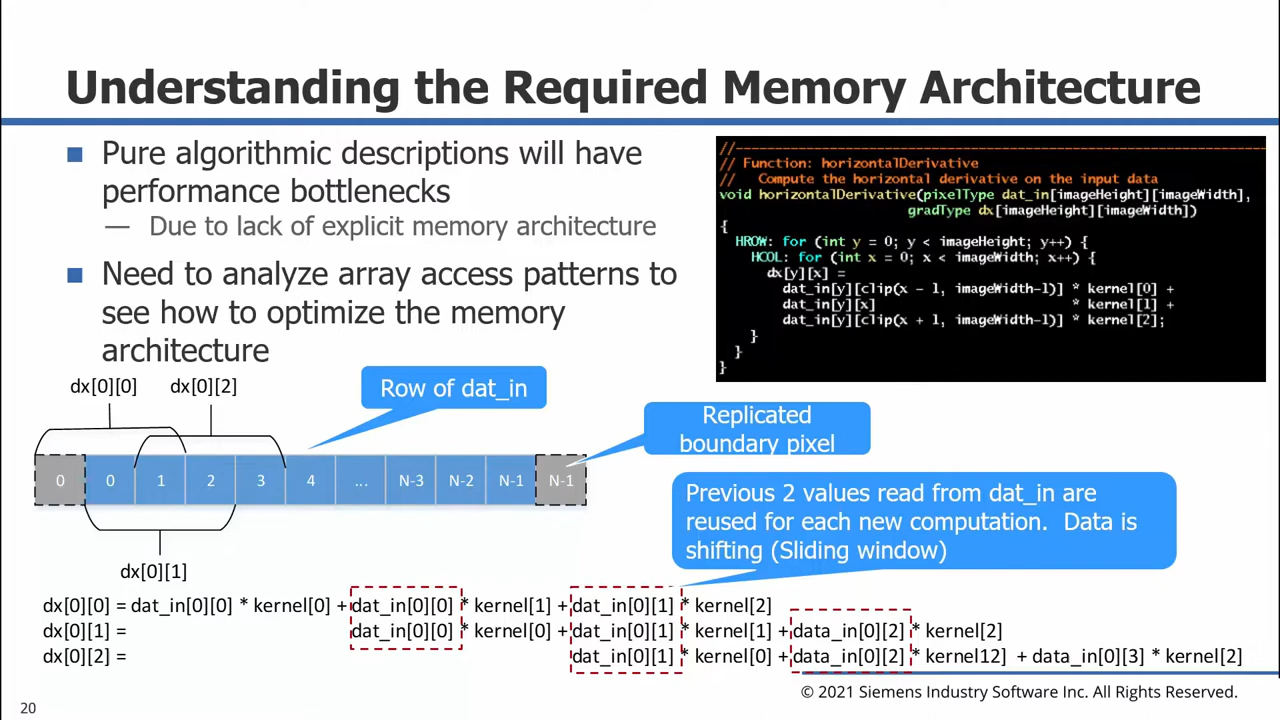 Understanding the Required Memory Architecture
Pure algorithmic descriptions will have
performance bottlenecks
— Due to lack of explicit memory architecture
Need to analyze array access patterns to
see how to optimize the memory
architecture
//----------------------------------------------------------------------
// Function: horizontalDerivative
//   Compute the horizontal derivative on the input data
void horizontalDerivative(pixelType dat_in[imageHeight][imageWidth],
gradType dx[imageHeight][imageWidth])
{
HROW: for (int y = 0; y < imageHeight; y++) {
HCOL: for (int x = 0; x < imageWidth; x++) {
dx[y][x] =
dat_in[y][clip(x - 1, imageWidth-1)] * kernel[0] +
dat_in[y][x] * kernel[1] +
dat_in[y][clip(x + 1, imageWidth-1)] * kernel[2];
}
}
}
dx[0][0] dx[0][2]
Row of dat_in
Replicated
boundary pixel
0 0 1 2 3 4 ... N-3 N-2 N-1 N-1
Previous 2 values read from dat_in are
reused for each new computation. Data is
shifting (Sliding window)
dx[0][1]
dx[0][0] = dat_in[0][0] * kernel[0] + dat_in[0][0] * kernel[1] + dat_in[0][1] * kernel[2]
dx[0][1] = dat_in[0][0] * kernel[0] + dat_in[0][1] * kernel[1] + data_in[0][2] * kernel[2]
dx[0][2] = dat_in[0][1] * kernel[0] + data_in[0][2] * kernel12] + data_in[0][3] * kernel[2]
© 2021 Siemens Industry Software Inc. All Rights Reserved.
20